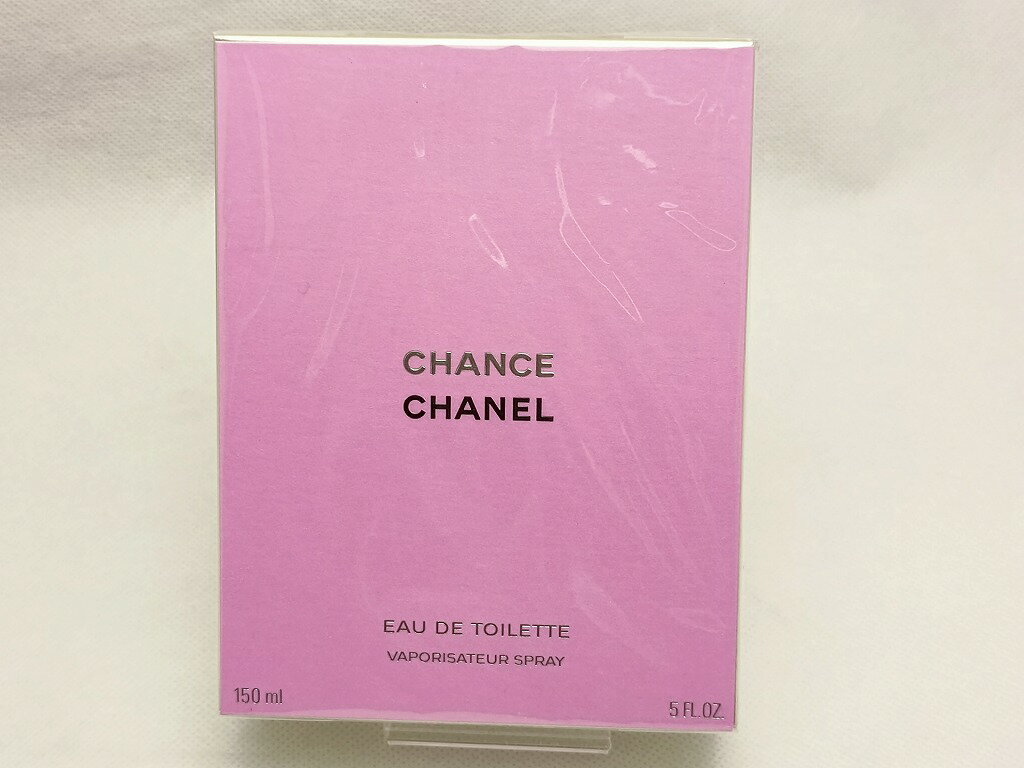 CHANCE
CHANEL
EAU DE TOILETTE
VAPORISATEUR SPRAY
150 ml
5 FL.OZ.